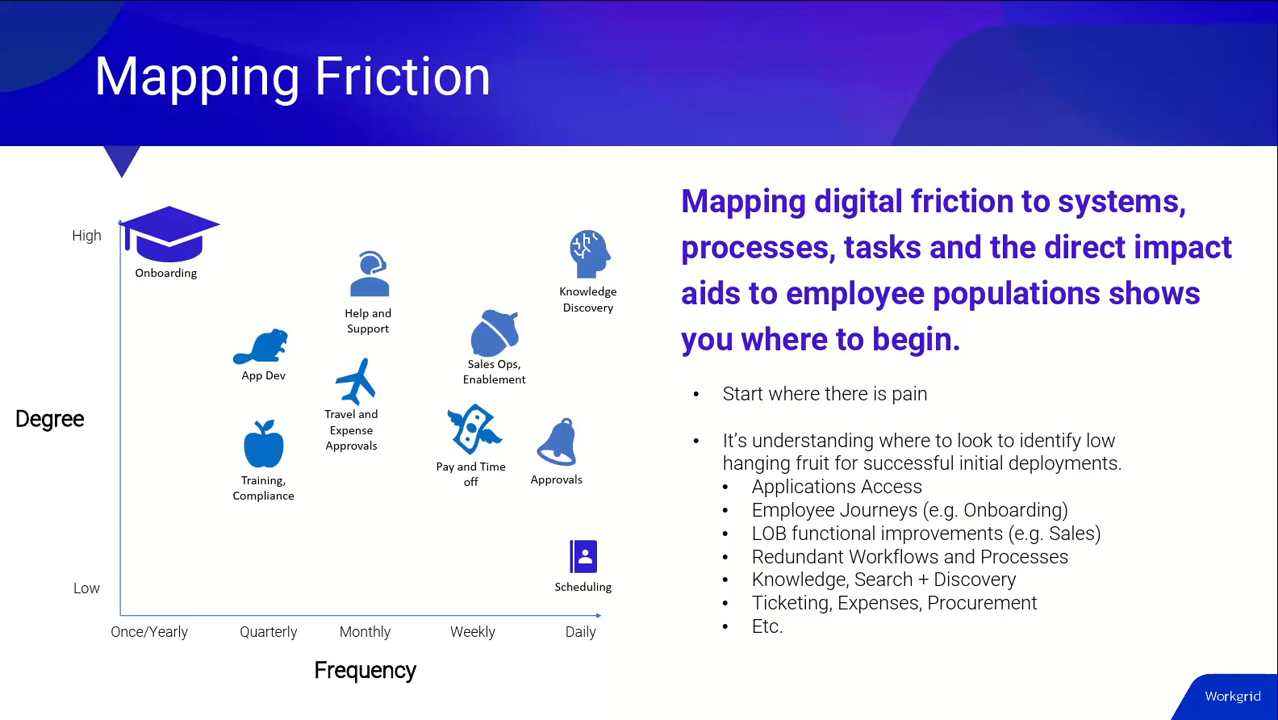 Mapping Friction
High
Onboarding
Help and
Support
Knowledge
Discovery
App Dev
Sales Ops,
Enablement
Degree
Travel and
Expense
Approvals
Training,
Compliance
Pay and Time
off
Approvals
Scheduling
Low
Once/Yearly
Quarterly
Monthly
Weekly
Daily
Frequency
Mapping digital friction to systems,
processes, tasks and the direct impact
aids to employee populations shows
you where to begin.
• Start where there is pain
• It's understanding where to look to identify low
hanging fruit for successful initial deployments.
• Applications Access
• Employee Journeys (e.g. Onboarding)
• LOB functional improvements (e.g. Sales)
• Redundant Workflows and Processes
• Knowledge, Search + Discovery
• Ticketing, Expenses, Procurement
• Etc.
Workgrid